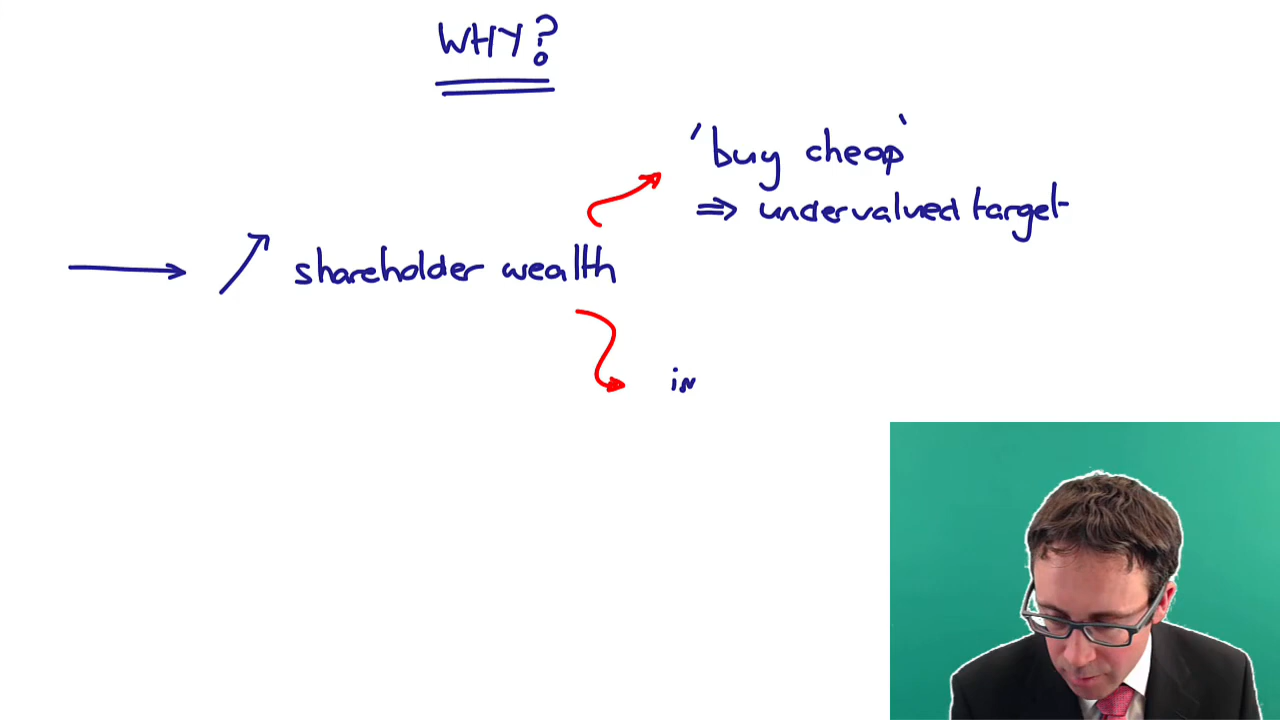 WHY?
'buy cheap'
⇒ undervalued target
→ ↗ shareholder wealth
in